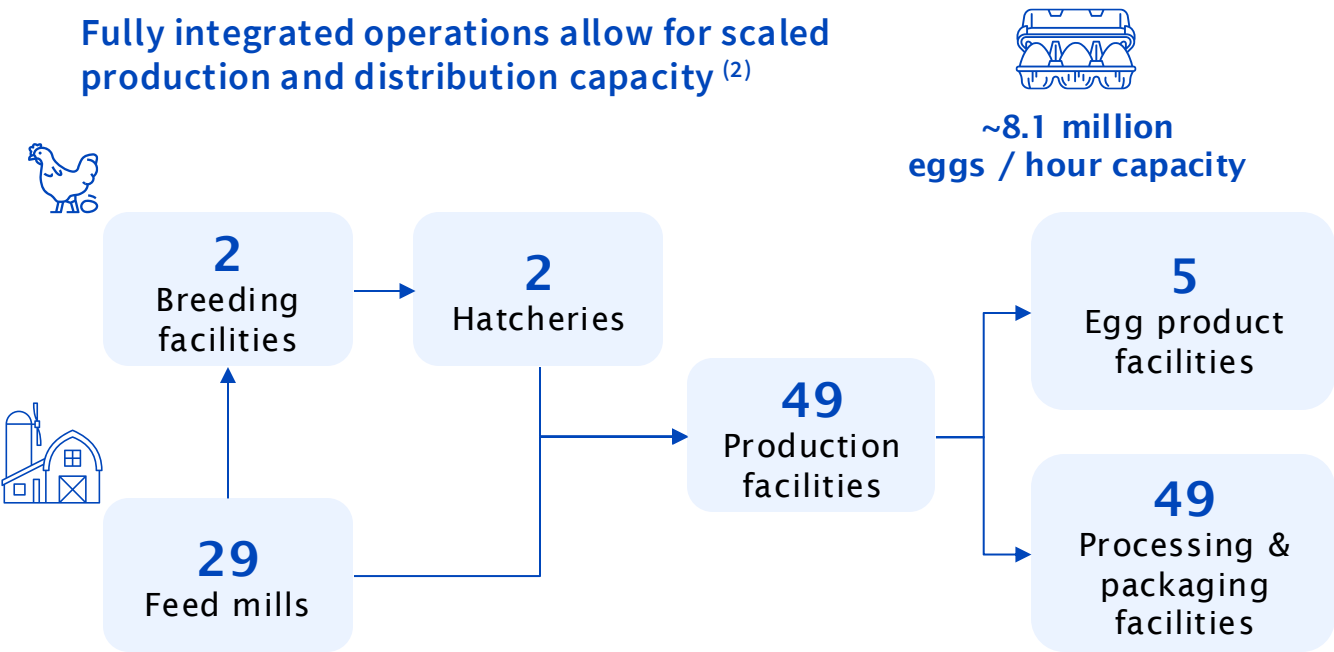 Fully integrated operations allow for scaled
production and distribution capacity (2)
~8.1 million
eggs / hour capacity
2
Breeding
facilities
2
Hatcheries
29
Feed mills
49
Production
facilities
5
Egg product
facilities
49
Processing &
packaging
facilities